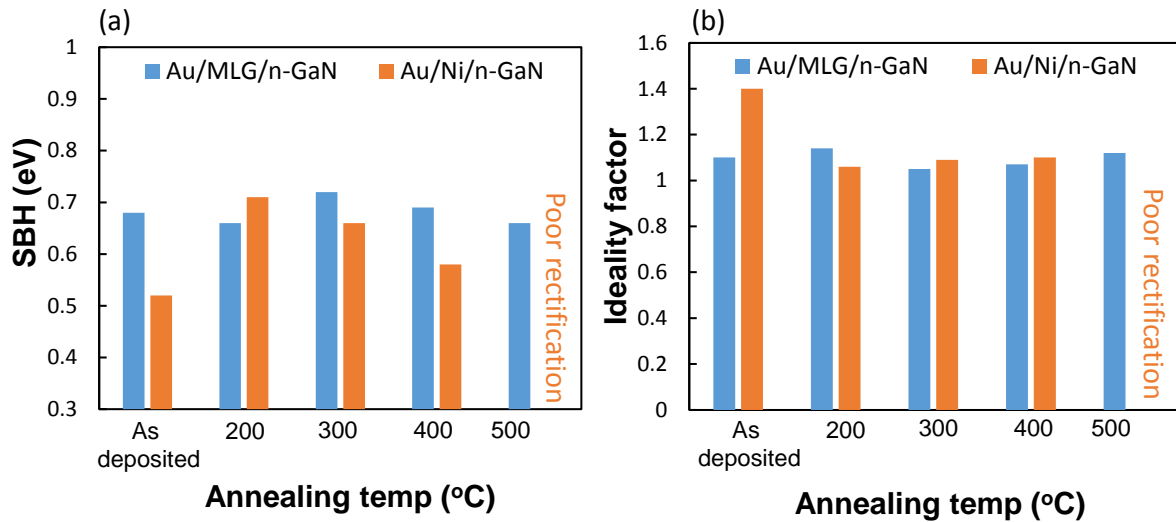 (a)
SBH (eV)
1
0.9
0.8
0.7
0.6
0.5
0.4
0.3
Au/MLG/n-GaN
Au/Ni/n-GaN
Poor rectification
As
deposited
200
300
400
500
Annealing temp (ᵒC)
(b)
Ideality factor
1.6
1.4
1.2
1
0.8
0.6
0.4
0.2
0
Au/MLG/n-GaN
Au/Ni/n-GaN
Poor rectification
As
deposited
200
300
400
500
Annealing temp (ᵒC)